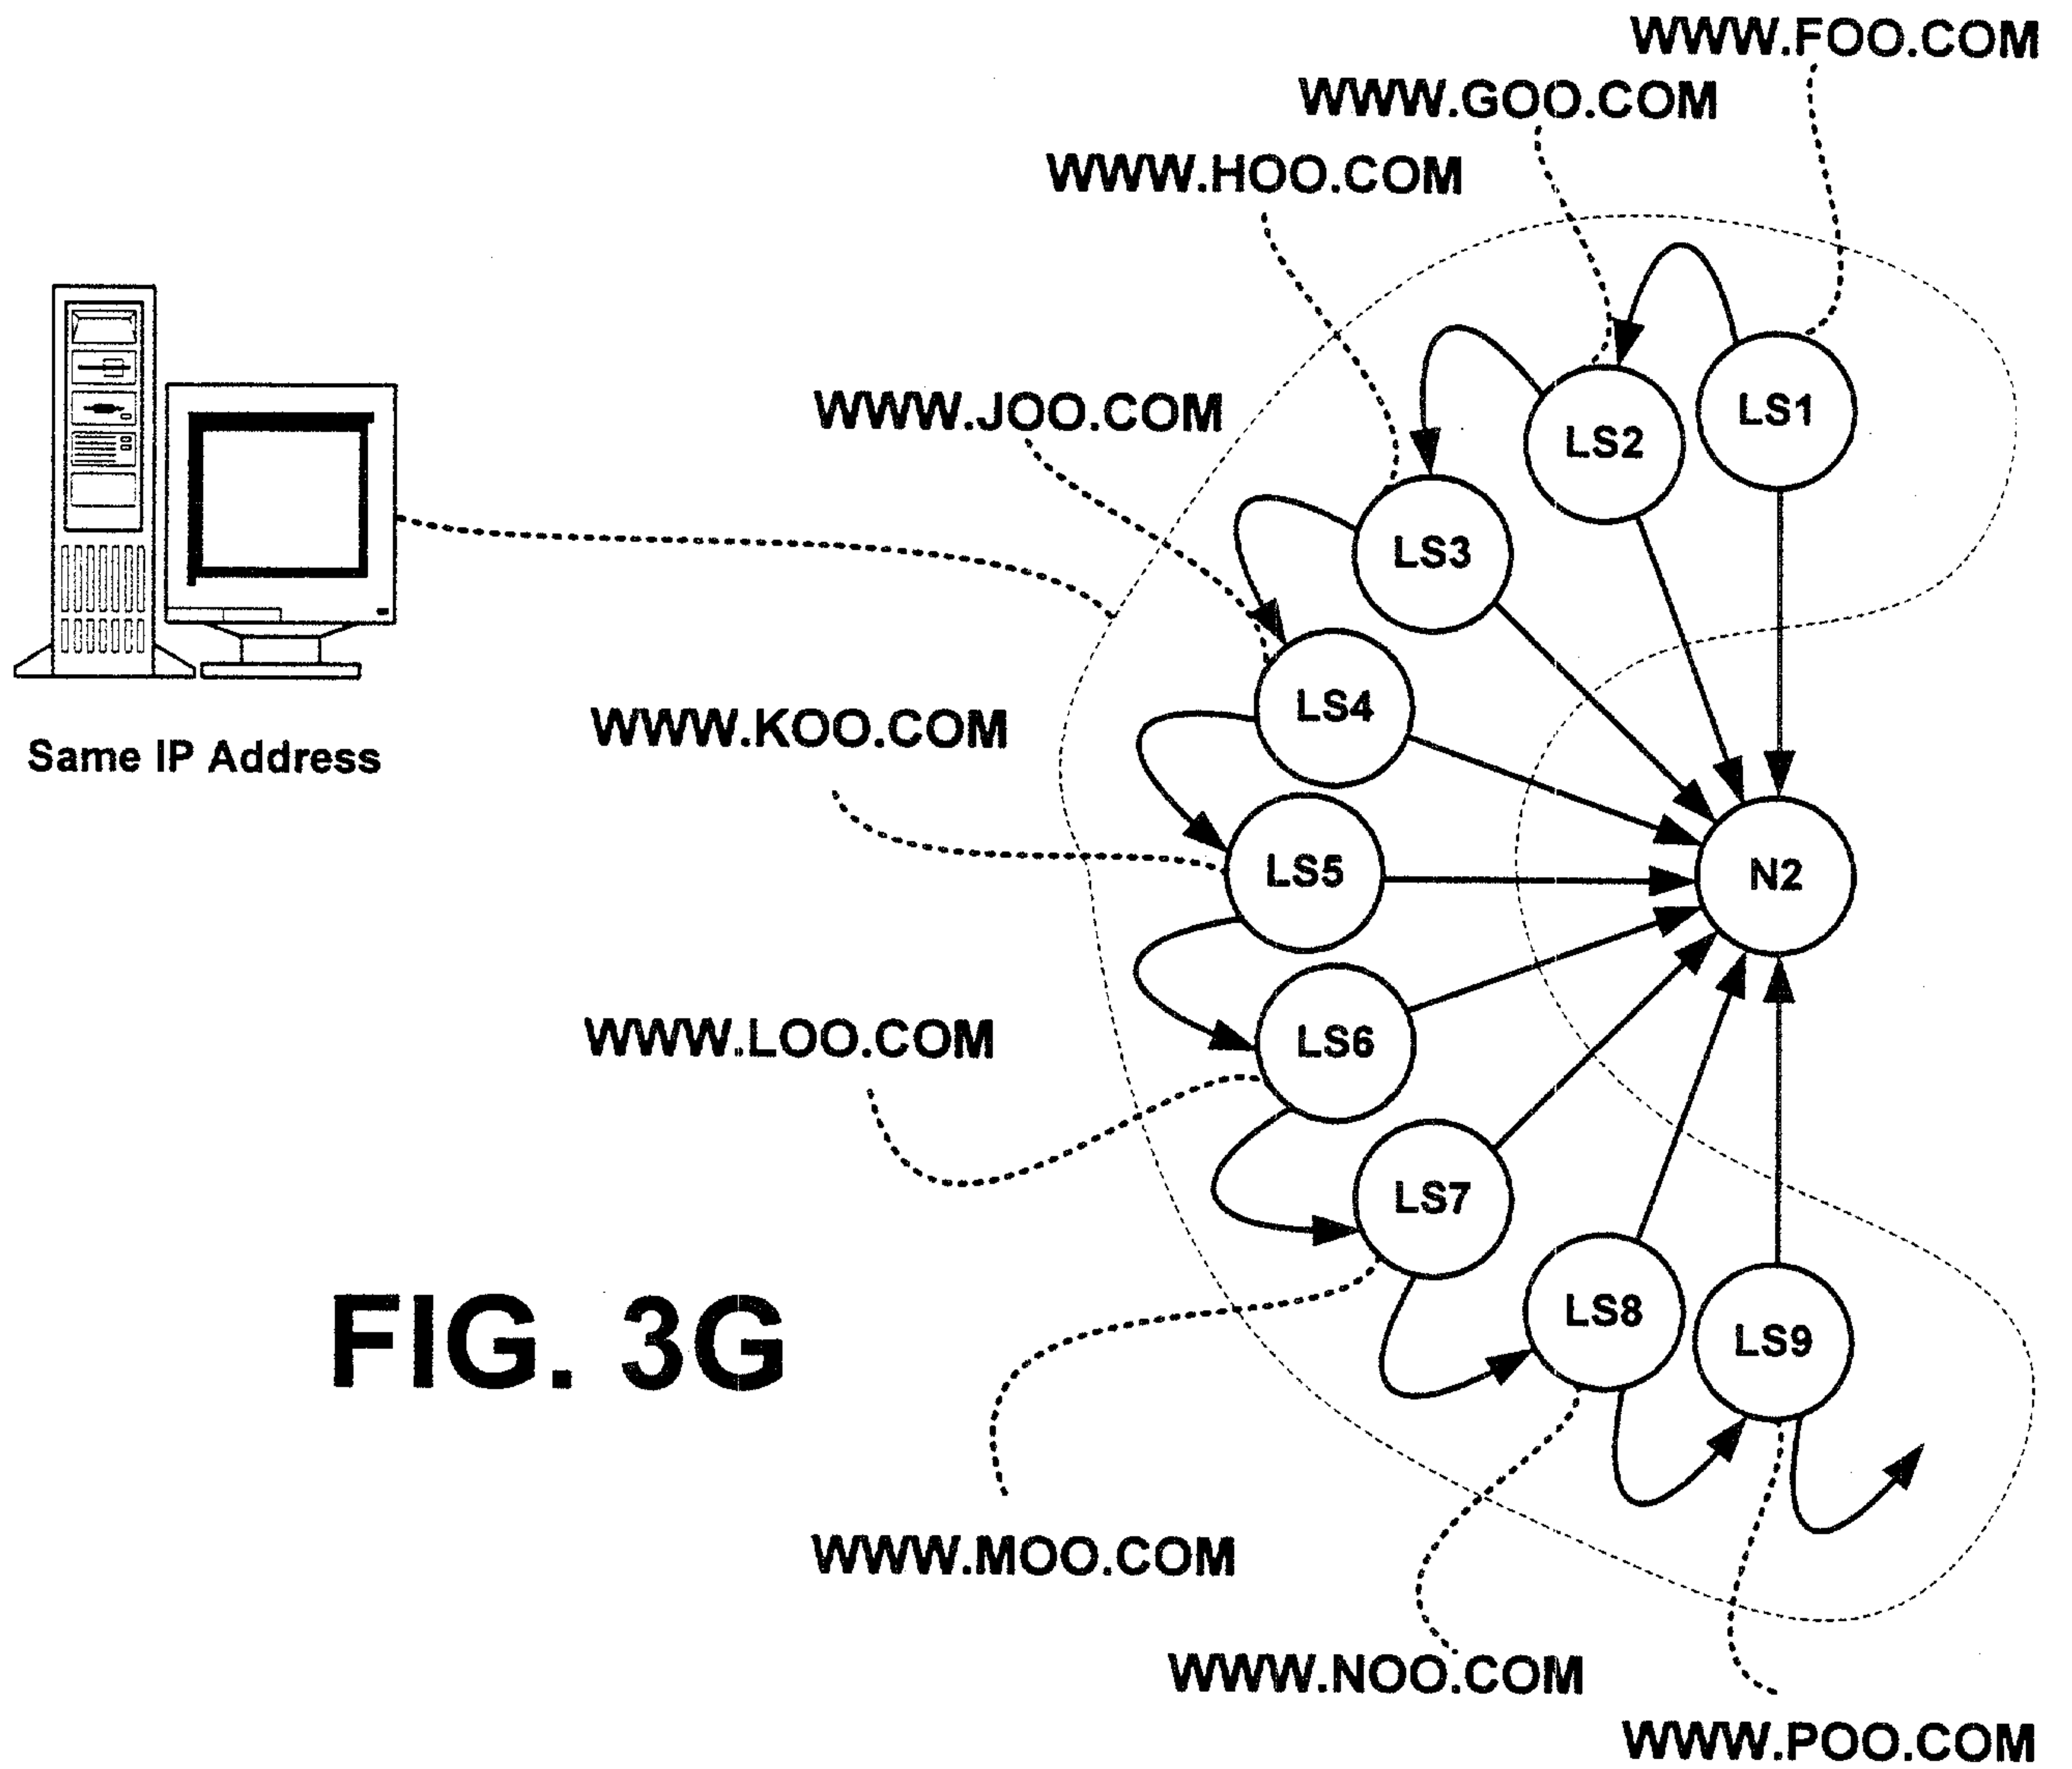 WWW.FOO.COM
WWW.GOO.COM
WWW.HOO.COM
LS1
WWW.JOO.COM
LS2
LS3
LS4
WWW.KOO.COM
Same IP Address
LS5
N2
WWW.LOO.COM
LS6
LS7
LS8
FIG. 3G
LS9
WWW.MOO.COM
WWW.NOO.COM
WWW.POO.COM